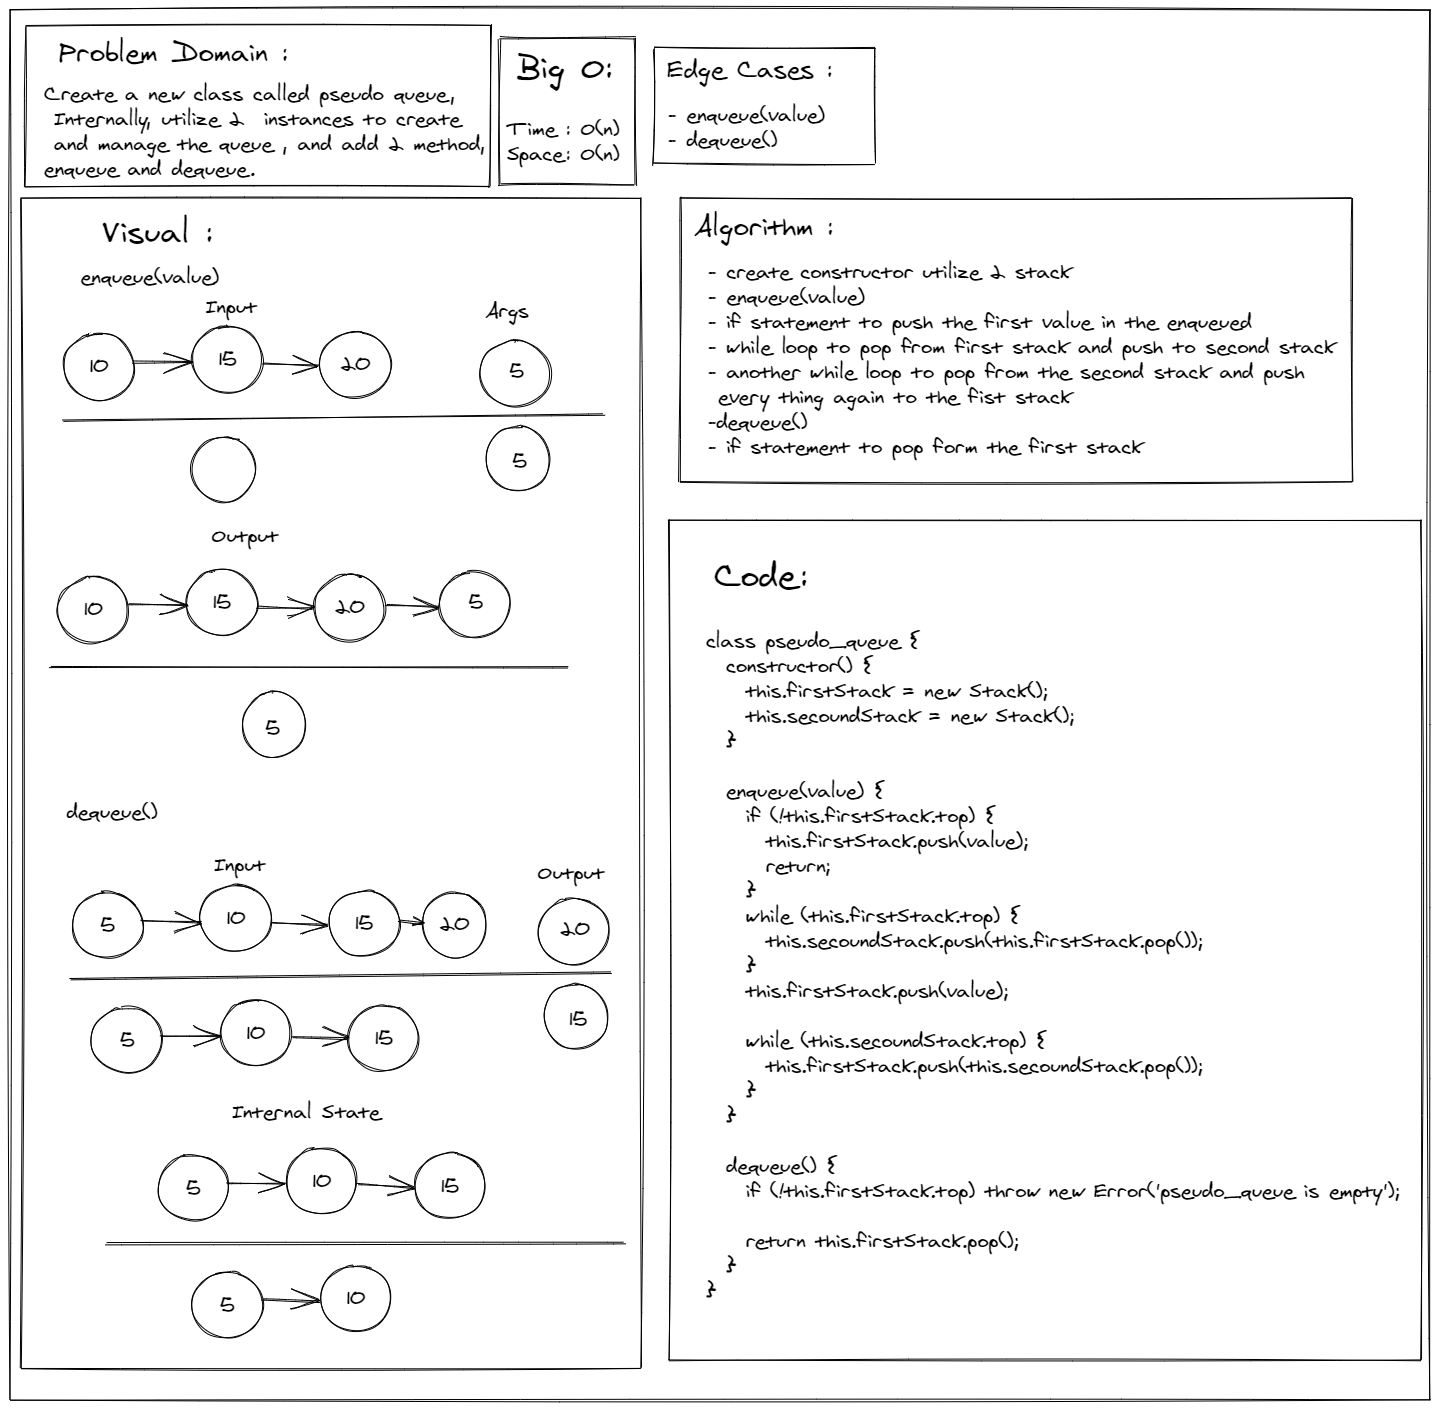 Problem Domain :
Create a new class called pseudo queue,
Internally, utilize 2 instances to create
and manage the queue , and add 2 method,
enqueue and dequeue.
Big O:
Time : O(n)
Space: O(n)
Edge Cases :
- enqueue(value)
- dequeue()
Visual :
enqueue(value)
Input
Args
10
15
20
5
5
Output
10
15
20
5
5
dequeue()
Input
Output
5
10
15
20
20
5
10
15
15
Internal State
5
10
15
5
10
Algorithm :
- create constructor utilize 2 stack
- enqueue(value)
- if statement to push the first value in the enqueued
- while loop to pop from first stack and push to second stack
- another while loop to pop from the second stack and push
every thing again to the fist stack
-dequeue()
- if statement to pop form the first stack
Code:
class pseudo_queue {
constructor() {
this.firstStack = new Stack();
this.secoundStack = new Stack();
}
enqueue(value) {
if (!this.firstStack.top) {
this.firstStack.push(value);
return;
}
while (this.firstStack.top) {
this.secoundStack.push(this.firstStack.pop());
}
this.firstStack.push(value);
while (this.secoundStack.top) {
this.firstStack.push(this.secoundStack.pop());
}
}
dequeue() {
if (!this.firstStack.top) throw new Error('pseudo_queue is empty');
return this.firstStack.pop();
}
}